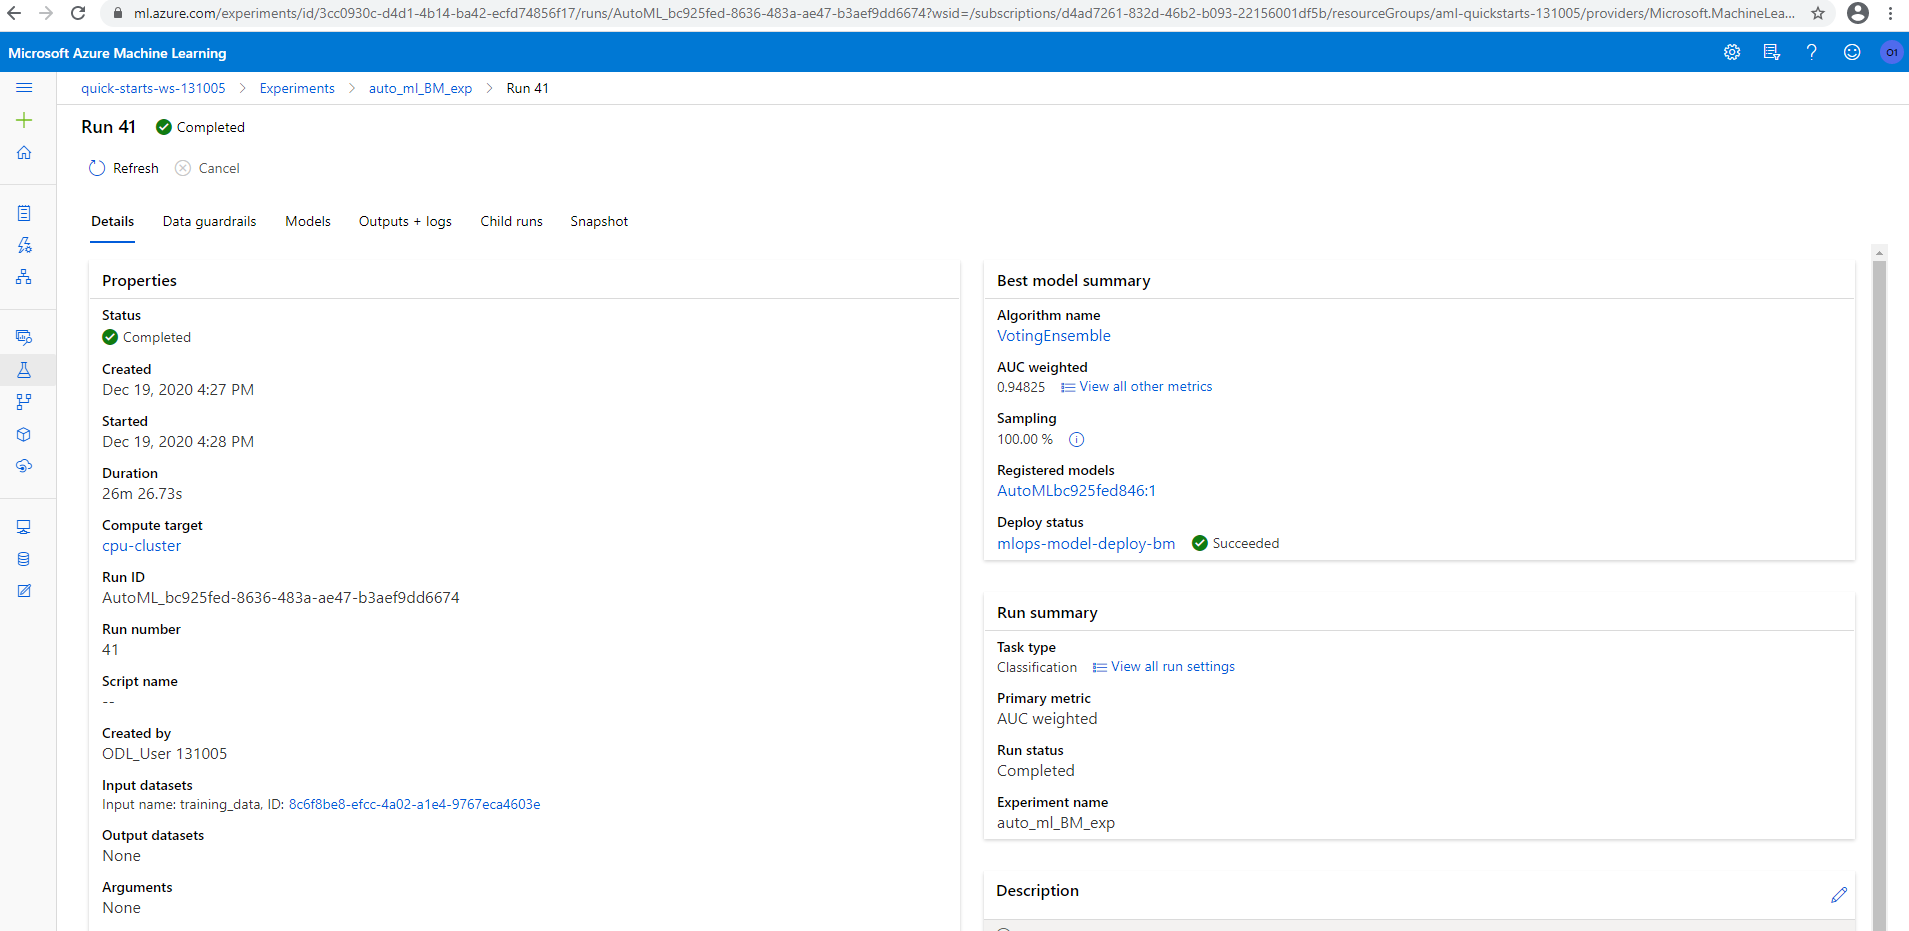 ml.azure.com/experiments/id/3cc0930c-d4d1-4b14-ba42-ecfd74856f17/runs/AutoML_bc925fed-8636-483a-ae47-b3aef9dd6674?wsid=/subscriptions/d4ad7261-832d-46b2-b093-22156001df5b/resourceGroups/aml-quickstarts-131005/providers/Microsoft.MachineLea...
Microsoft Azure Machine Learning
?
O1
quick-starts-ws-131005 > Experiments > auto_ml_BM_exp > Run 41
Run 41 Completed
Refresh Cancel
Details Data guardrails Models Outputs + logs Child runs Snapshot
Properties
Status
Completed
Created
Dec 19, 2020 4:27 PM
Started
Dec 19, 2020 4:28 PM
Duration
26m 26.73s
Compute target
cpu-cluster
Run ID
AutoML_bc925fed-8636-483a-ae47-b3aef9dd6674
Run number
41
Script name
--
Created by
ODL_User 131005
Input datasets
Input name: training_data, ID: 8c6f8be8-efcc-4a02-a1e4-9767eca4603e
Output datasets
None
Arguments
None
Best model summary
Algorithm name
VotingEnsemble
AUC weighted
0.94825 View all other metrics
Sampling
100.00 %
Registered models
AutoMLbc925fed846:1
Deploy status
mlops-model-deploy-bm Succeeded
Run summary
Task type
Classification View all run settings
Primary metric
AUC weighted
Run status
Completed
Experiment name
auto_ml_BM_exp
Description